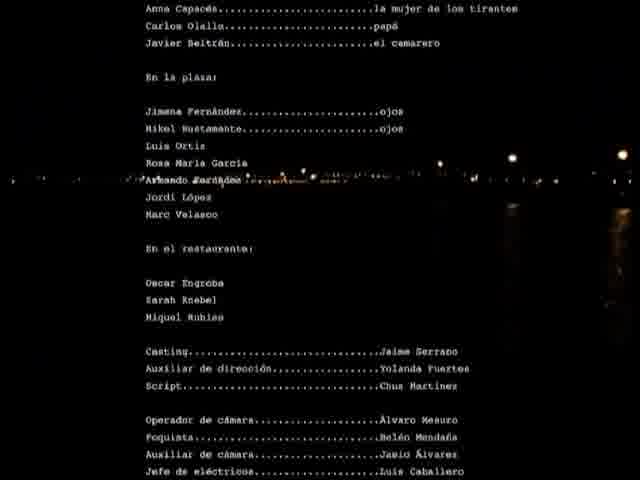 Anna Capacés........................la mujer de los tirantes
Carlos Olalla.........................papá
Javier Beltrán........................el camarero
En la plaza:
Jimena Fernández.......................ojos
Mikel Bustamante.......................ojos
Luis Ortiz
Rosa María García
Armando Fernández
Jordi López
Marc Velasco
En el restaurante:
Oscar Engroba
Sarah Knebel
Miquel Rubies
Casting................................Jaime Serrano
Auxiliar de dirección..................Yolanda Fuertes
Script.................................Chus Martínez
Operador de cámara.....................Álvaro
Foquista...............................Belén Mendaña
Auxiliar de cámara.....................Álvarez
Jefe de eléctricos.....................Luis Caballero